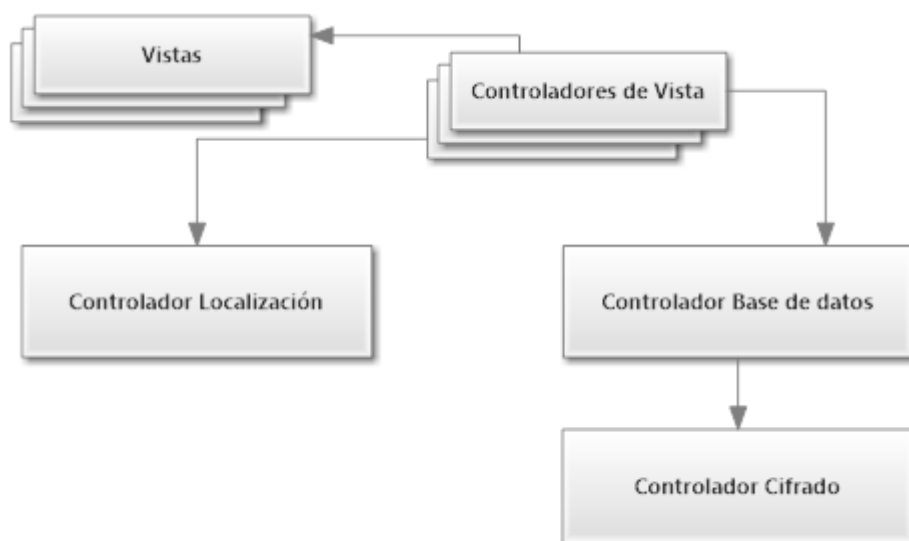 Vistas
Controladores de Vista
Controlador Localización
Controlador Base de datos
Controlador Cifrado